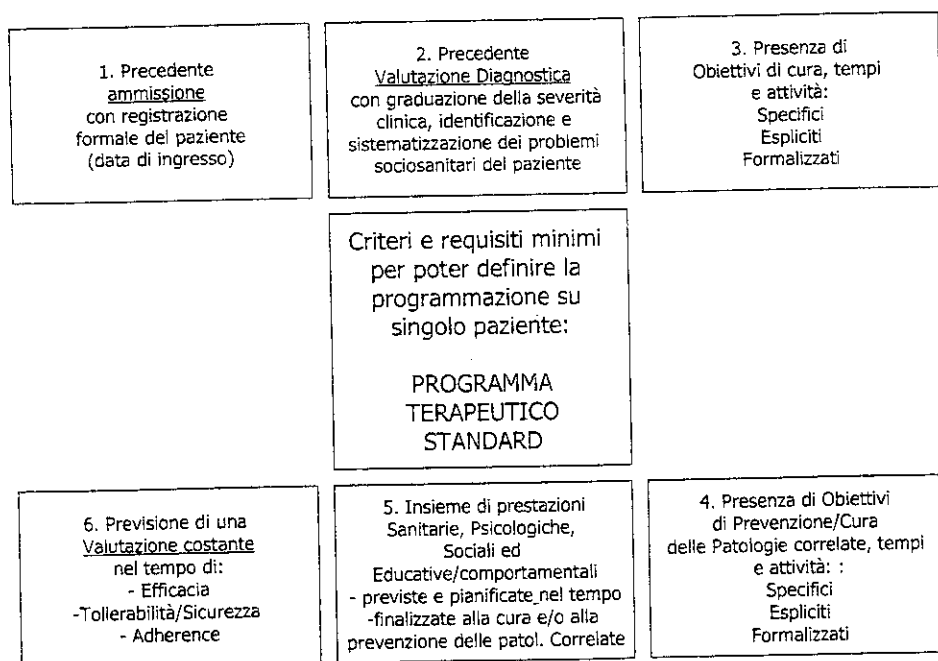 1. Precedente
ammissione
con registrazione
formale del paziente
(data di ingresso)
2. Precedente
Valutazione Diagnostica
con graduazione della severità
clinica, identificazione e
sistematizzazione dei problemi
sociosanitari del paziente
3. Presenza di
Obiettivi di cura, tempi
e attività:
Specifici
Espliciti
Formalizzati
Criteri e requisiti minimi
per poter definire la
programmazione su
singolo paziente:
PROGRAMMA
TERAPEUTICO
STANDARD
6. Previsione di una
Valutazione costante
nel tempo di:
- Efficacia
-Tollerabilità/Sicurezza
- Adherence
5. Insieme di prestazioni
Sanitarie, Psicologiche,
Sociali ed
Educative/comportamentali
- previste e pianificate nel tempo
-finalizzate alla cura e/o alla
prevenzione delle patol. Correlate
4. Presenza di Obiettivi
di Prevenzione/Cura
delle Patologie correlate, tempi
e attività: :
Specifici
Espliciti
Formalizzati